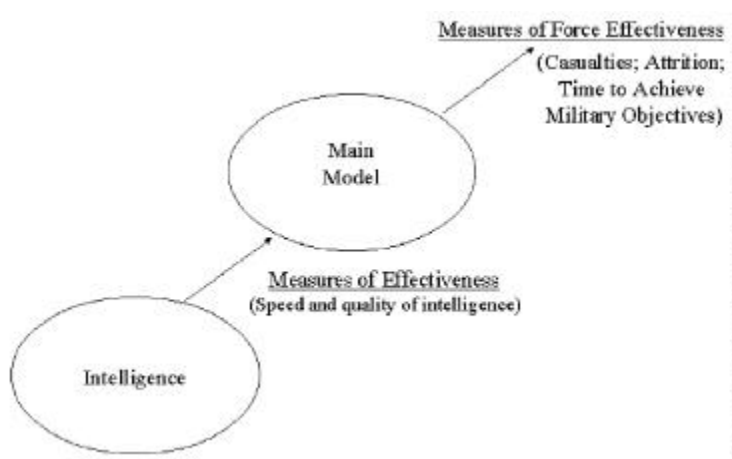 Measures of Force Effectiveness
(Casualties; Attrition;
Time to Achieve
Military Objectives)
Main
Model
Measures of Effectiveness
(Speed and quality of intelligence)
Intelligence